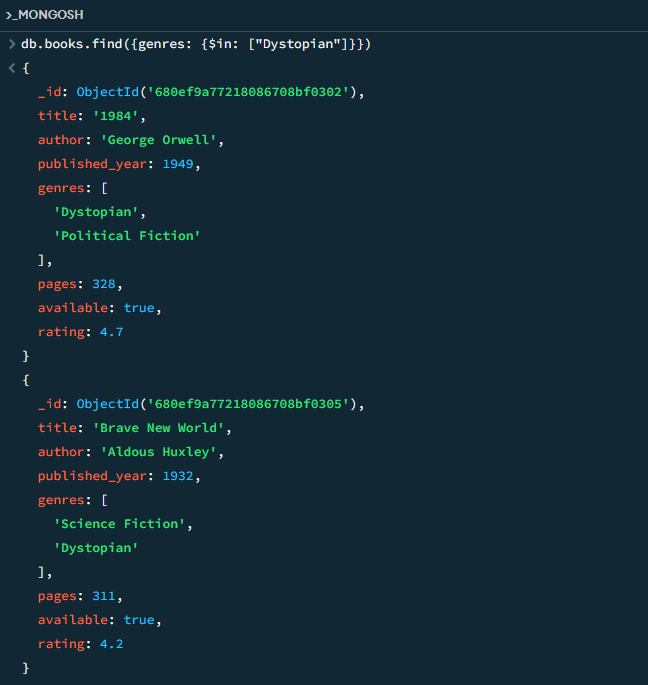 >_MONGOSH
> db.books.find({genres: {$in: ["Dystopian"]}})
< {
_id: ObjectId('680ef9a77218086708bf0302'),
title: '1984',
author: 'George Orwell',
published_year: 1949,
genres: [
'Dystopian',
'Political Fiction'
],
pages: 328,
available: true,
rating: 4.7
}
{
_id: ObjectId('680ef9a77218086708bf0305'),
title: 'Brave New World',
author: 'Aldous Huxley',
published_year: 1932,
genres: [
'Science Fiction',
'Dystopian'
],
pages: 311,
available: true,
rating: 4.2
}